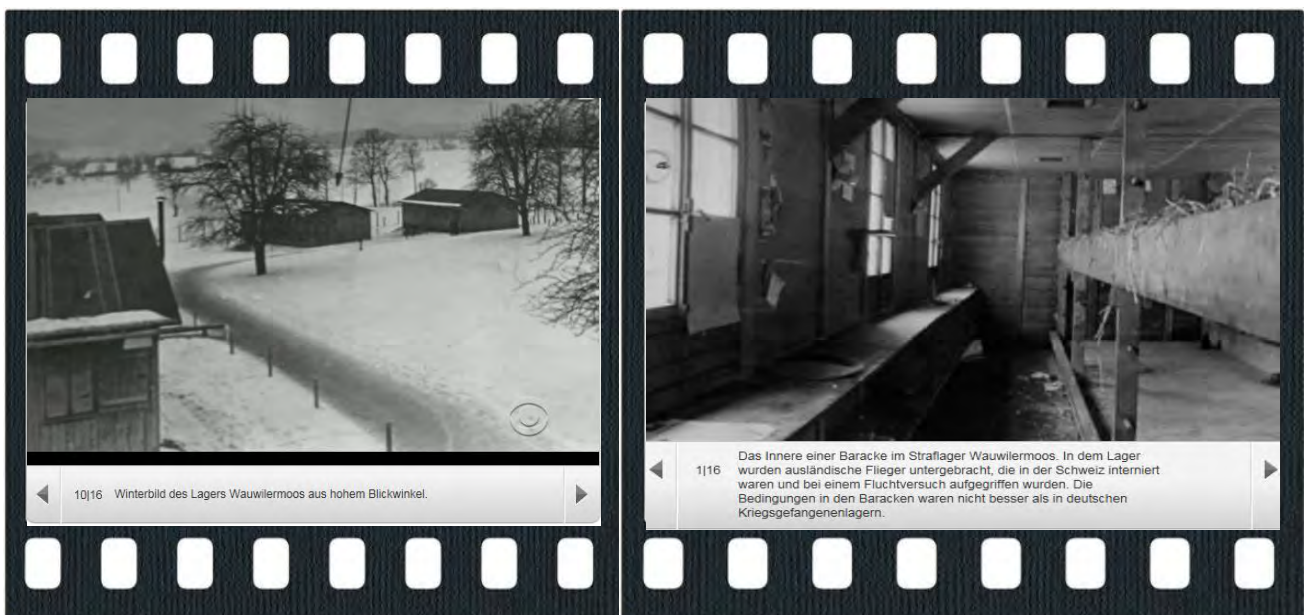 10|16 Winterbild des Lagers Wauwilermoos aus hohem Blickwinkel.
1|16
Das Innere einer Baracke im Straflager Wauwilermoos. In dem Lager
wurden ausländische Flieger untergebracht, die in der Schweiz interniert
waren und bei einem Fluchtversuch aufgegriffen wurden. Die
Bedingungen in den Baracken waren nicht besser als in deutschen
Kriegsgefangenenlagern.